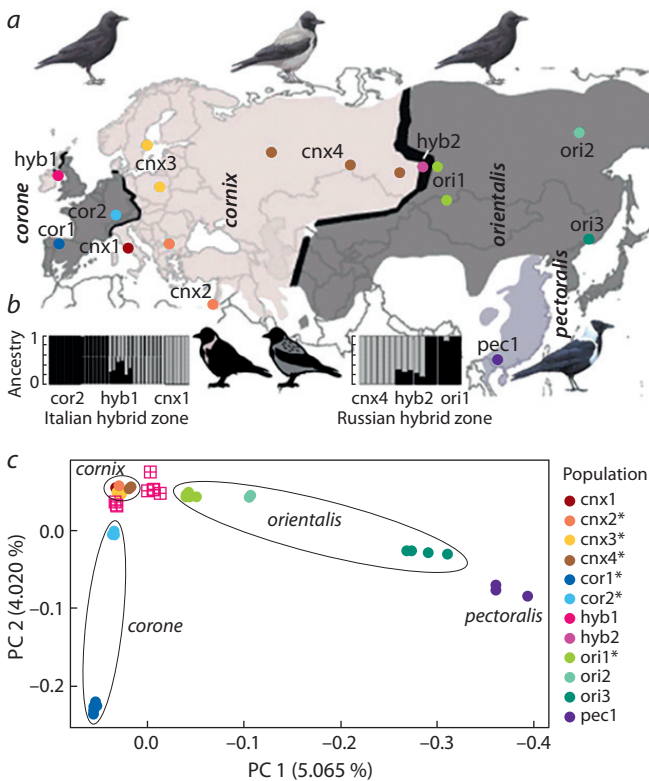 a
hyb1
cnx3
cnx4
hyb2
ori2
corone
cor2
cornix
ori1
orientalis
cor1
cnx1
ori3
cnx2
pectoralis
b
pec1
Ancestry
1
0
cor2 hyb1 cnx1
Italian hybrid zone
1
0
cnx4 hyb2 ori1
Russian hybrid zone
c
cornix
orientalis
corone
pectoralis
PC 2 (4.020 %)
0.0
−0.1
−0.2
0.0 −0.1 −0.2 −0.3 −0.4
PC 1 (5.065 %)
Population
cnx1
cnx2*
cnx3*
cnx4*
cor1*
cor2*
hyb1
hyb2
ori1*
ori2
ori3
pec1